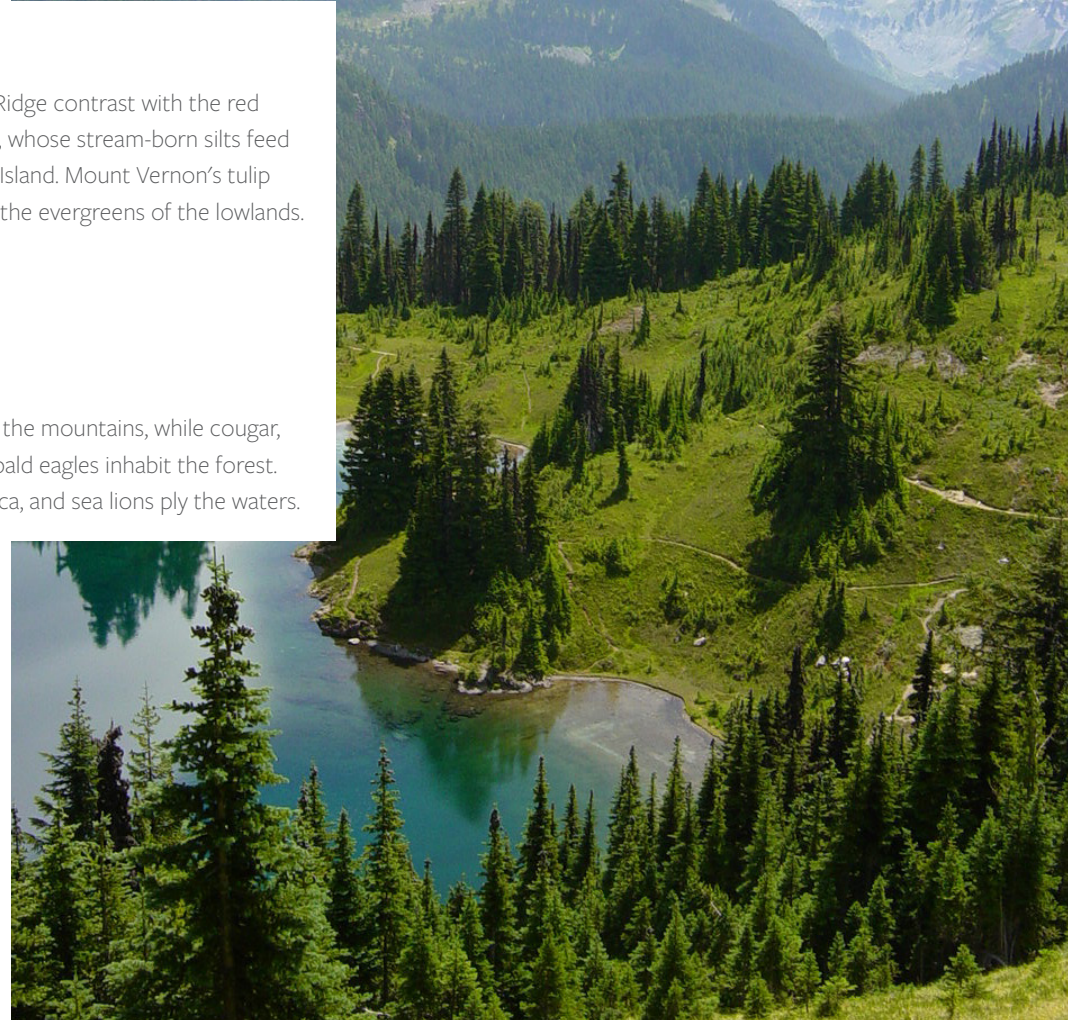 Ridge contrast with the red
, whose stream-born silts feed
Island. Mount Vernon's tulip
the evergreens of the lowlands.
the mountains, while cougar,
bald eagles inhabit the forest.
ca, and sea lions ply the waters.